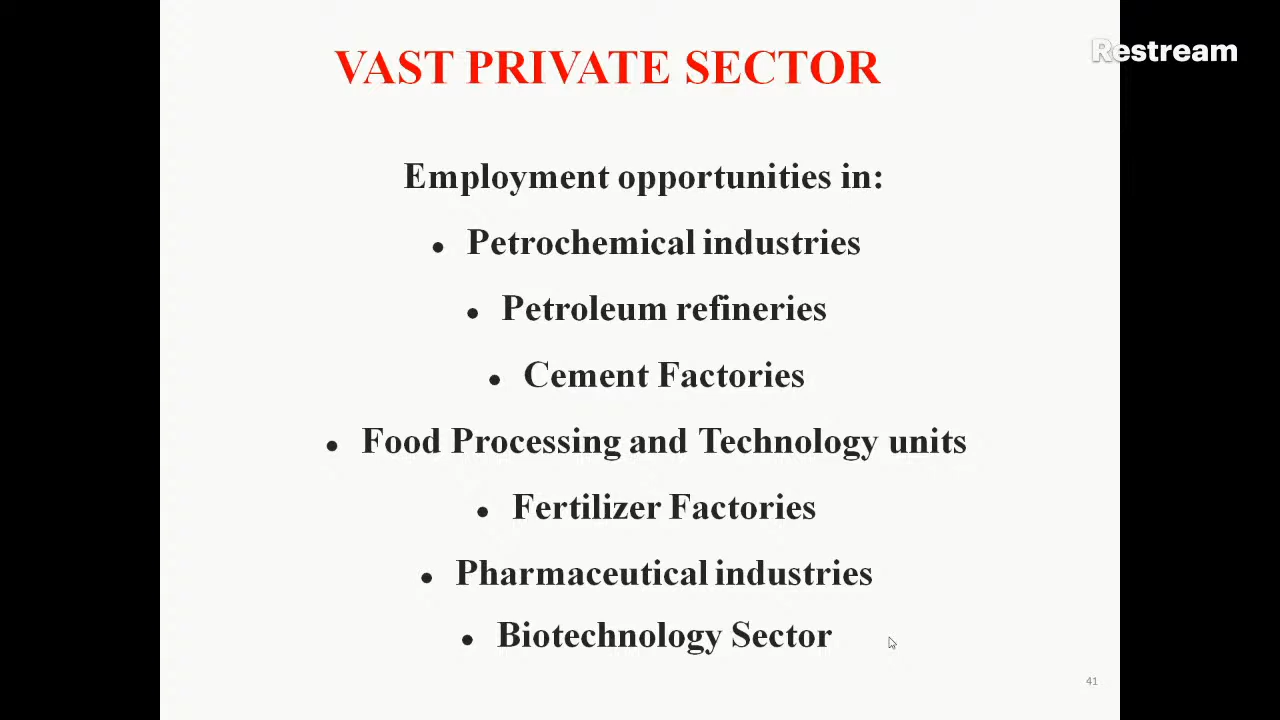 Restream
VAST PRIVATE SECTOR
Employment opportunities in:
• Petrochemical industries
• Petroleum refineries
• Cement Factories
• Food Processing and Technology units
• Fertilizer Factories
• Pharmaceutical industries
• Biotechnology Sector
41